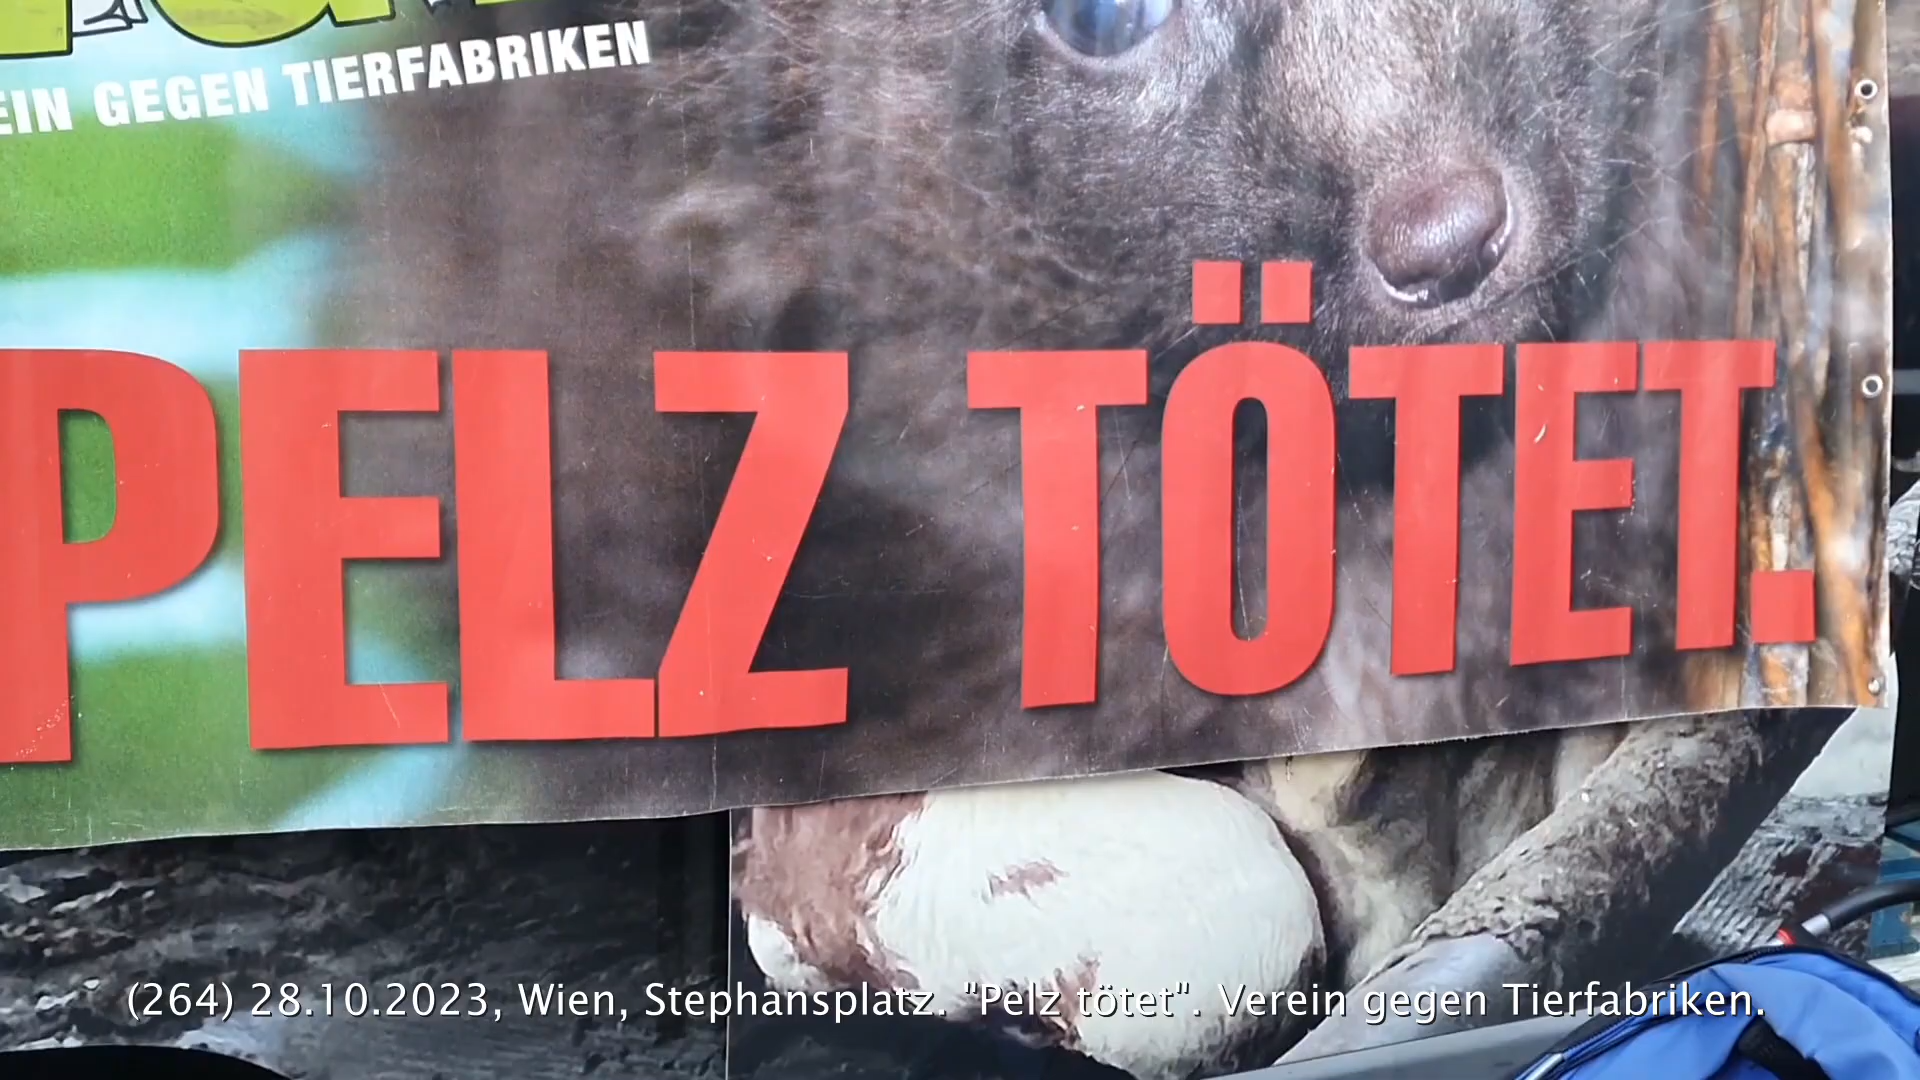 EIN GEGEN TIERFABRIKEN
PELZ TÖTET.
(264) 28.10.2023, Wien, Stephansplatz. "Pelz tötet". Verein gegen Tierfabriken.